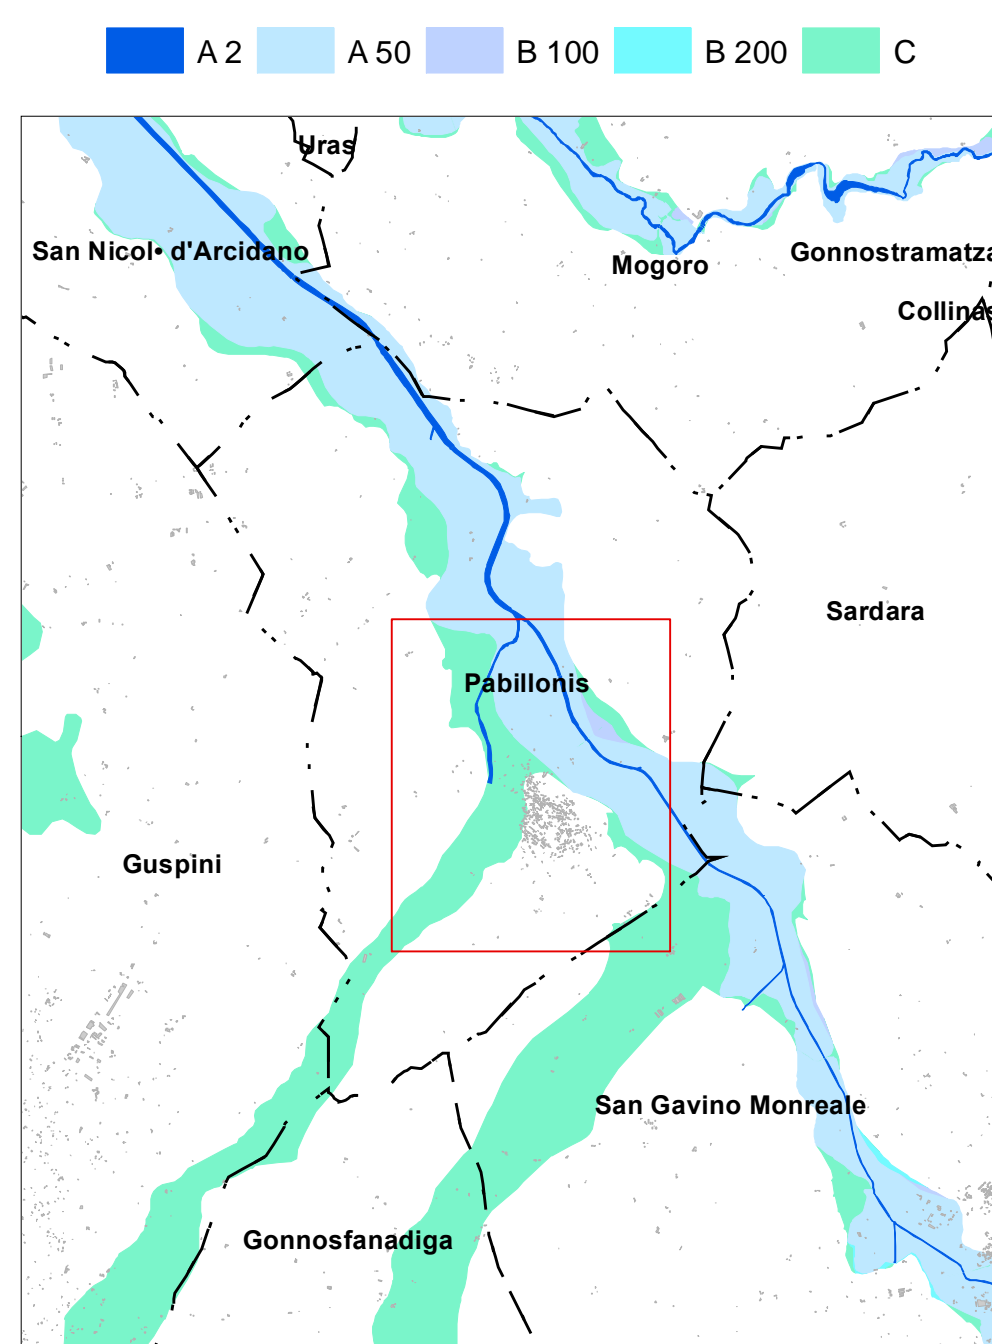 A 2 A 50 B 100 B 200 C
Uras
San Nicol• d'Arcidano
Mogoro
Gonnostramatza
Collinas
Sardara
Pabillonis
Guspini
San Gavino Monreale
Gonnosfanadiga